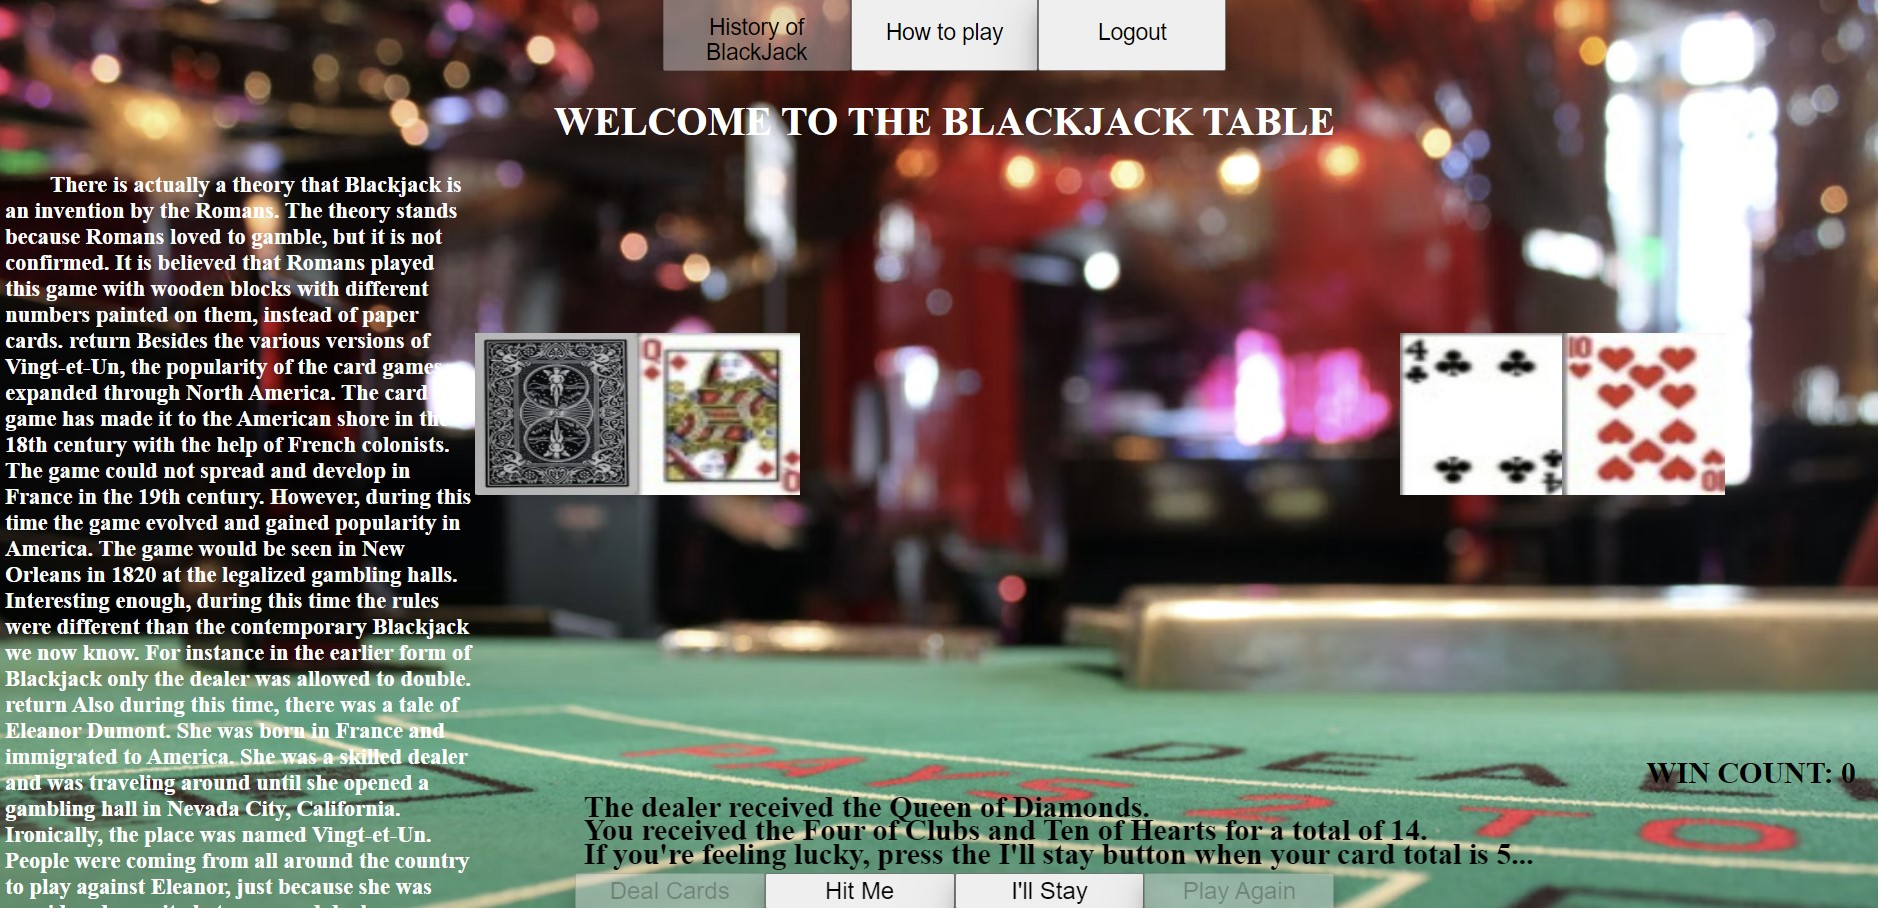 History of
BlackJack
How to play
Logout
WELCOME TO THE BLACKJACK TABLE
There is actually a theory that Blackjack is
an invention by the Romans. The theory stands
because Romans loved to gamble, but it is not
confirmed. It is believed that Romans played
this game with wooden blocks with different
numbers painted on them, instead of paper
cards. return Besides the various versions of
Vingt-et-Un, the popularity of the card games
expanded through North America. The card
game has made it to the American shore in the
18th century with the help of French colonists.
The game could not spread and develop in
France in the 19th century. However, during this
time the game evolved and gained popularity in
America. The game would be seen in New
Orleans in 1820 at the legalized gambling halls.
Interesting enough, during this time the rules
were different than the contemporary Blackjack
we now know. For instance in the earlier form of
Blackjack only the dealer was allowed to double.
return Also during this time, there was a tale of
Eleanor Dumont. She was born in France and
immigrated to America. She was a skilled dealer
and was traveling around until she opened a
gambling hall in Nevada City, California.
Ironically, the place was named Vingt-et-Un.
People were coming from all around the country
to play against Eleanor, just because she was
Q
Q
4
4
10
10
DEALE
PAYS 2 TO
WIN COUNT: 0
The dealer received the Queen of Diamonds.
You received the Four of Clubs and Ten of Hearts for a total of 14.
If you're feeling lucky, press the I'll stay button when your card total is 5...
Deal Cards
Hit Me
I'll Stay
Play Again